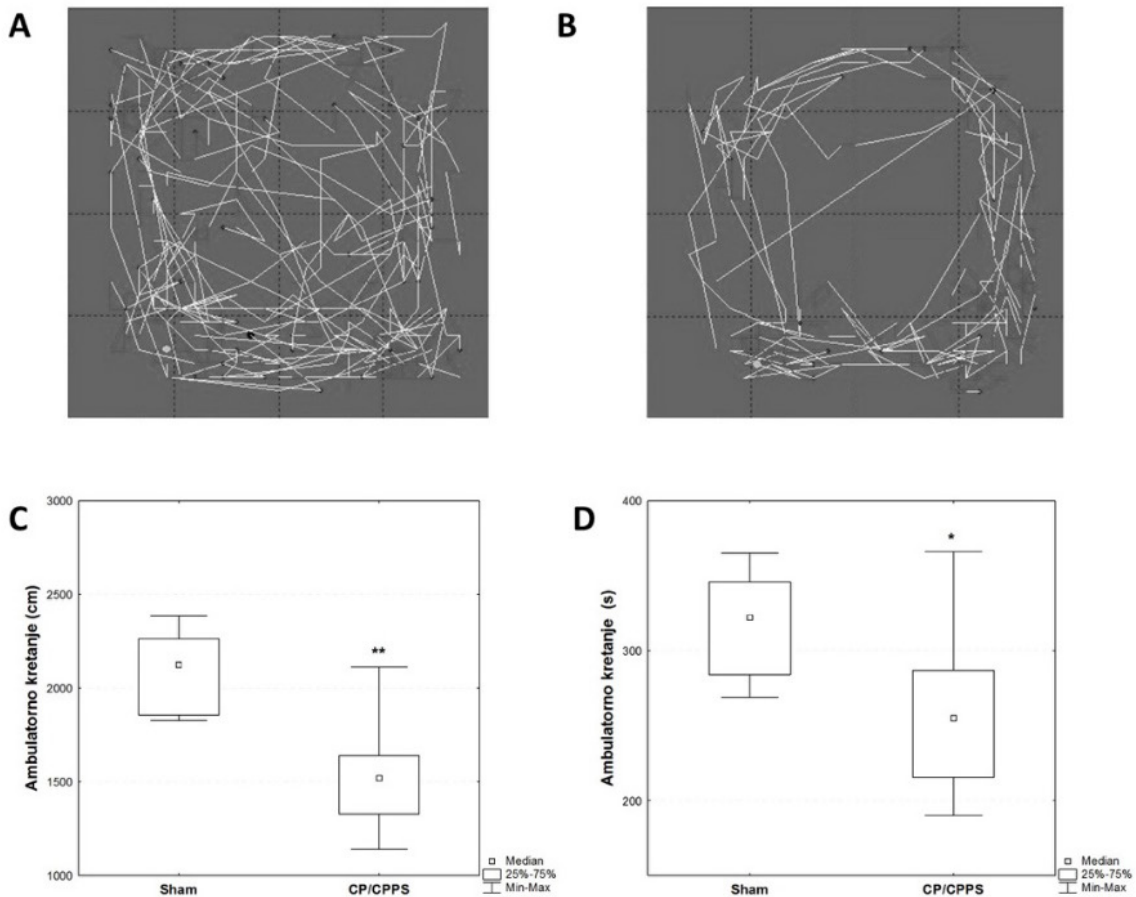 A
B
C
Ambulatorno kretanje (cm)
3000
2500
2000
1500
1000
**
Sham
CP/CPPS
Median
25%-75%
Min-Max
D
Ambulatorno kretanje (s)
400
300
200
*
Sham
CP/CPPS
Median
25%-75%
Min-Max